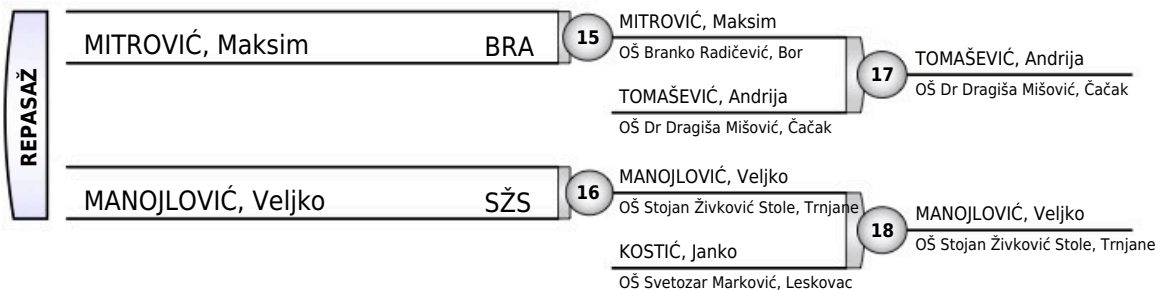 REPASAŽ
MITROVIĆ, Maksim BRA
15
MITROVIĆ, Maksim
OŠ Branko Radičević, Bor
TOMAŠEVIĆ, Andrija
OŠ Dr Dragiša Mišović, Čačak
17
TOMAŠEVIĆ, Andrija
OŠ Dr Dragiša Mišović, Čačak
MANOJLOVIĆ, Veljko SŽS
16
MANOJLOVIĆ, Veljko
OŠ Stojan Živković Stole, Trnjane
KOSTIĆ, Janko
OŠ Svetozar Marković, Leskovac
18
MANOJLOVIĆ, Veljko
OŠ Stojan Živković Stole, Trnjane